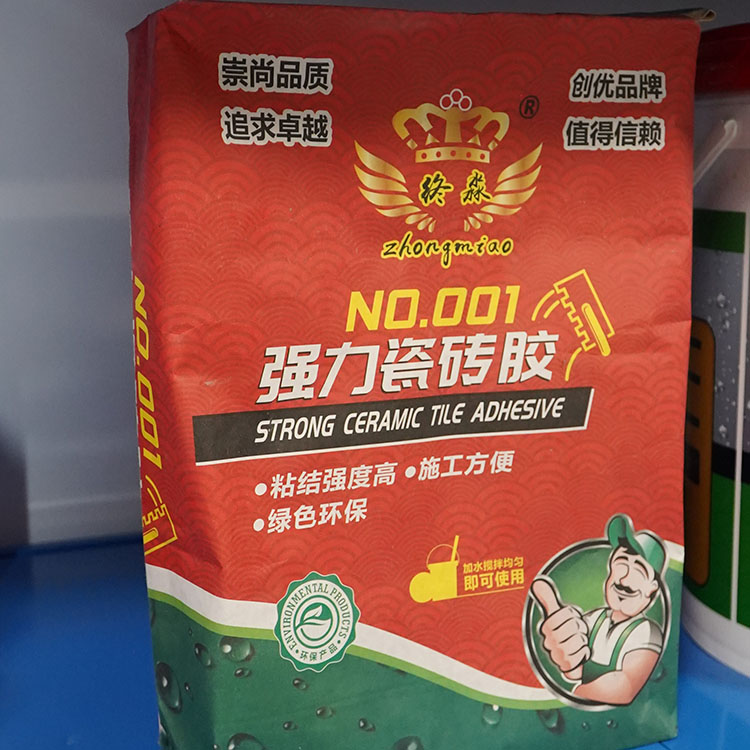 崇尚品质
追求卓越
创优品牌
值得信赖
®
终淼
zhongmiao
NO.001
强力瓷砖胶
STRONG CERAMIC TILE ADHESIVE
•粘结强度高 •施工方便
•绿色环保
加水搅拌均匀
即可使用
ENVIRONMENTAL PRODUCTS
·环保产品·
NO.001